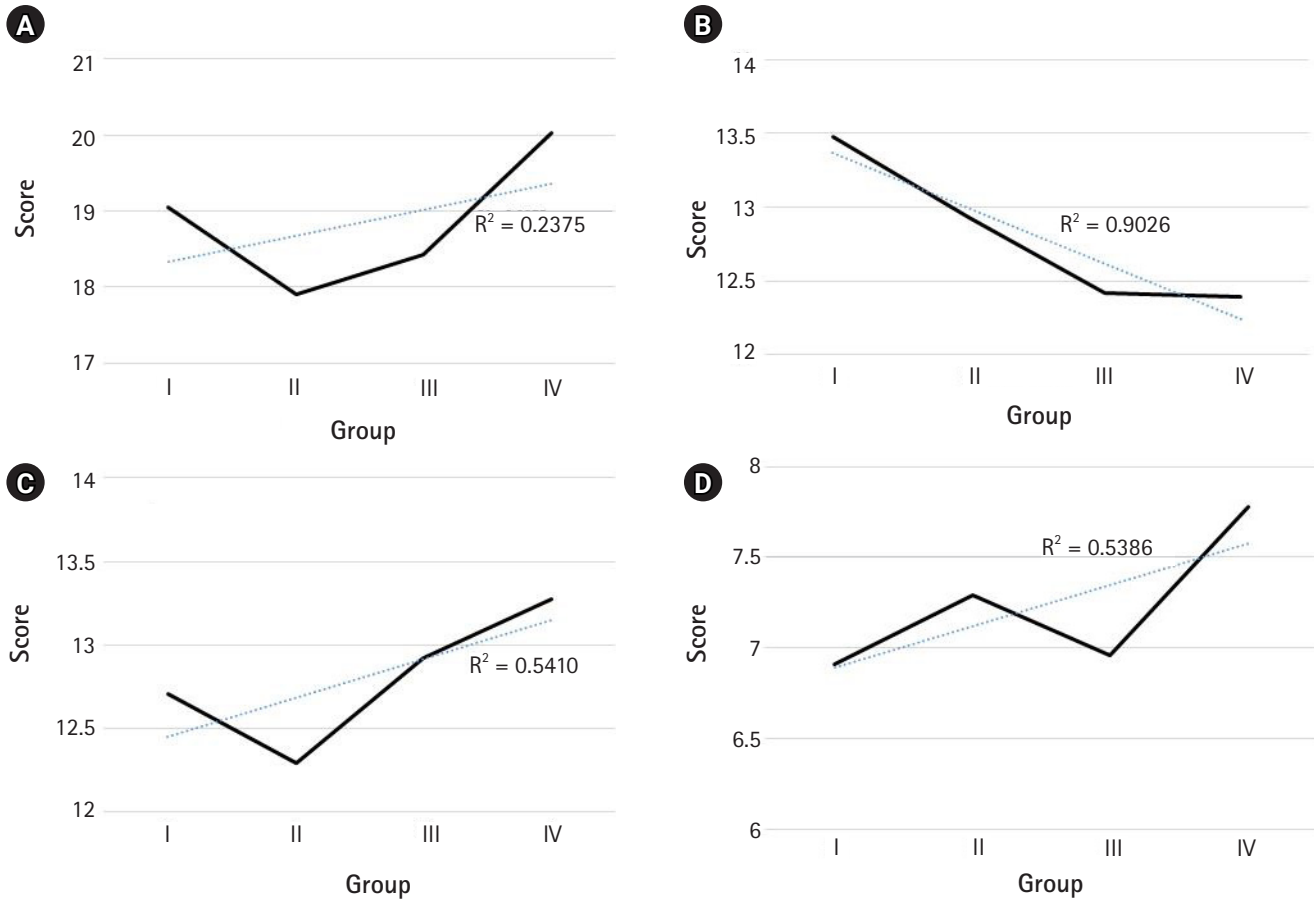 A
21
20
19
18
17
Score
R² = 0.2375
I II III IV
Group
B
14
13.5
13
12.5
12
Score
R² = 0.9026
I II III IV
Group
C
14
13.5
13
12.5
12
Score
R² = 0.5410
I II III IV
Group
D
8
7.5
7
6.5
6
Score
R² = 0.5386
I II III IV
Group